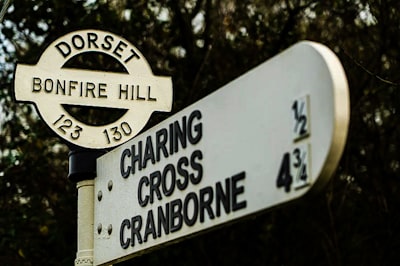 DORSET
BONFIRE HILL
123 130
CHARING
CROSS ½
CRANBORNE 4¾